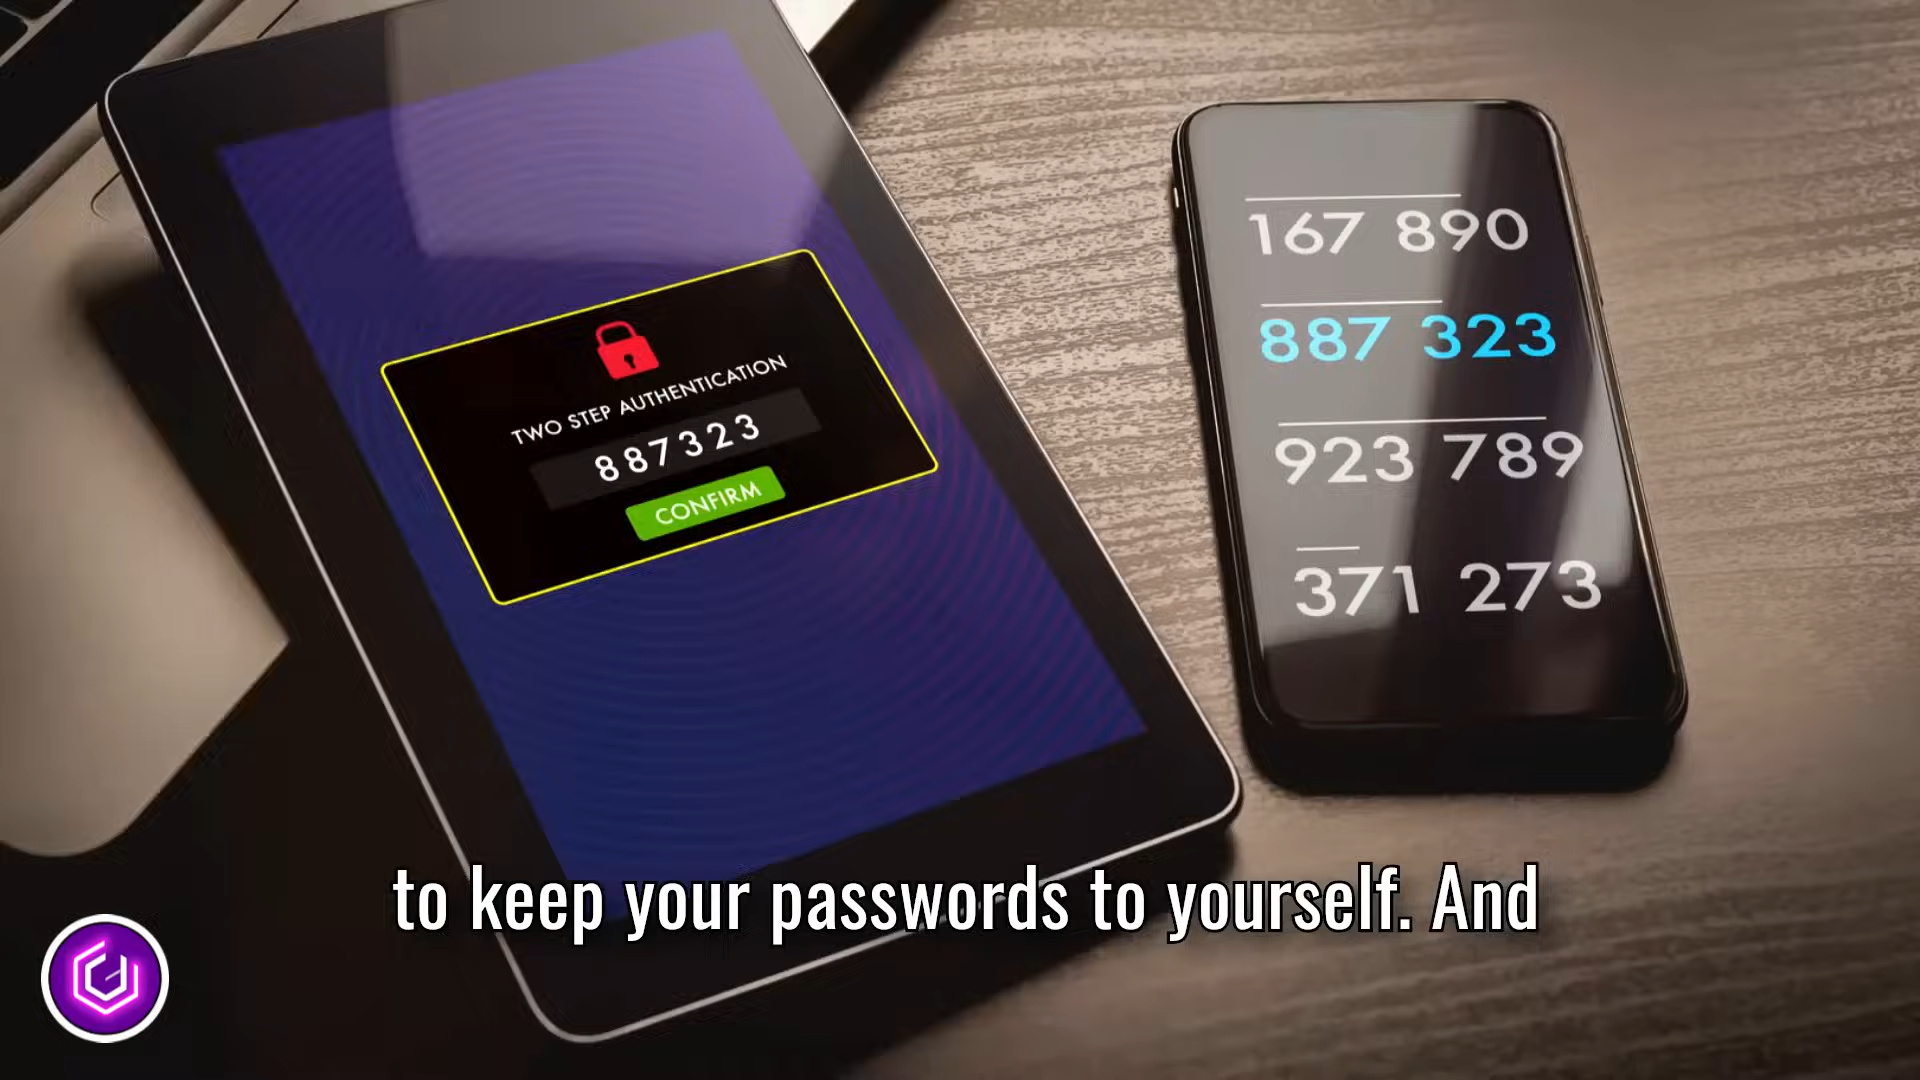 TWO STEP AUTHENTICATION
887323
CONFIRM
167 890
887 323
923 789
371 273
to keep your passwords to yourself. And